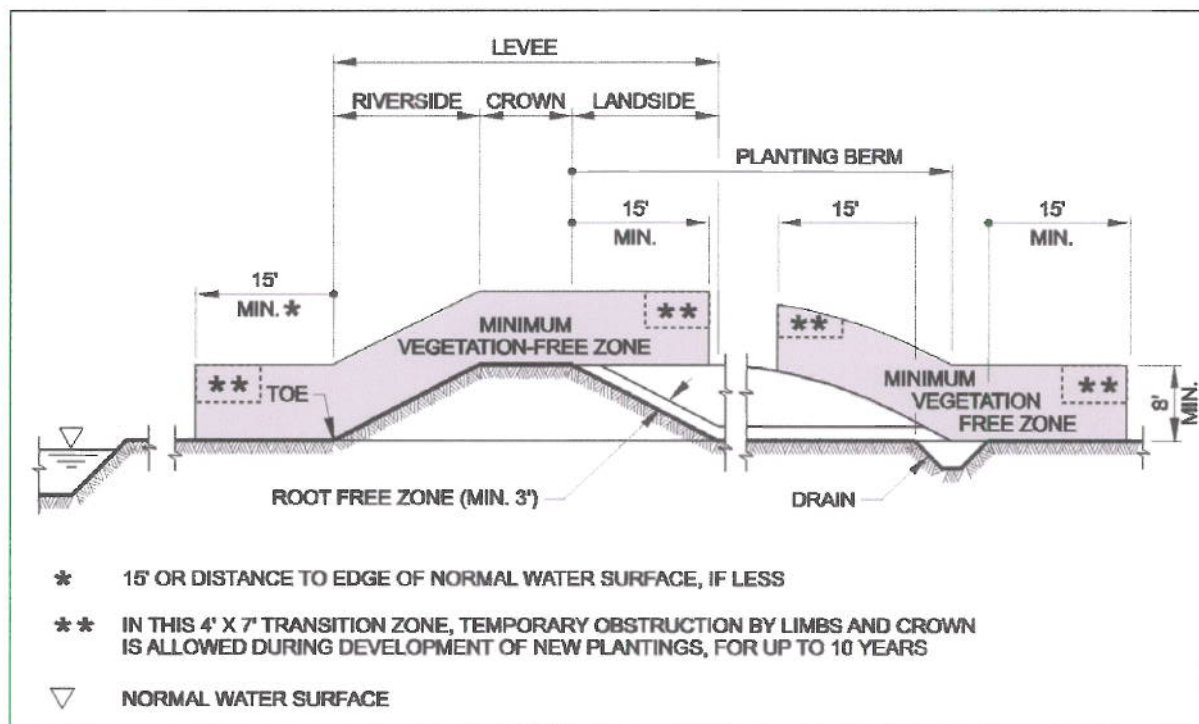 LEVEE
RIVERSIDE CROWN LANDSIDE
PLANTING BERM
15' MIN.
15'
15' MIN.
15' MIN. *
**
**
**
**
MINIMUM
VEGETATION-FREE ZONE
TOE
MINIMUM
VEGETATION
FREE ZONE
8' MIN.
ROOT FREE ZONE (MIN. 3')
DRAIN
* 15' OR DISTANCE TO EDGE OF NORMAL WATER SURFACE, IF LESS
** IN THIS 4' X 7' TRANSITION ZONE, TEMPORARY OBSTRUCTION BY LIMBS AND CROWN
IS ALLOWED DURING DEVELOPMENT OF NEW PLANTINGS, FOR UP TO 10 YEARS
NORMAL WATER SURFACE